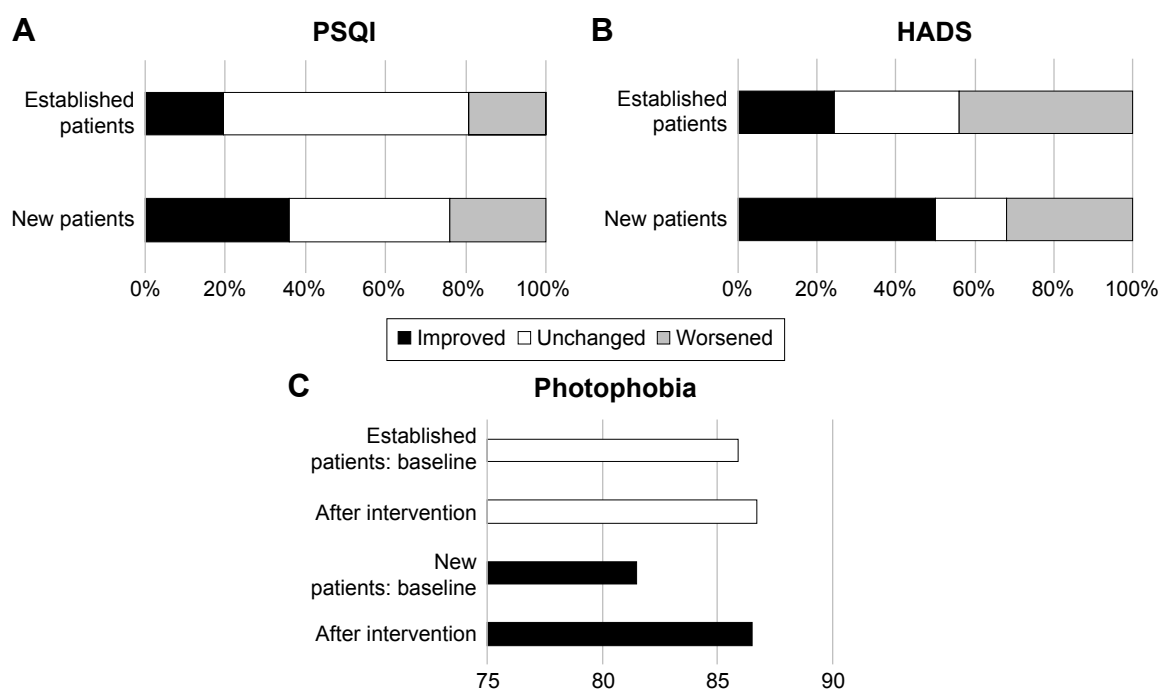 A
PSQI
Established
patients
New patients
0% 20% 40% 60% 80% 100%
B
HADS
Established
patients
New patients
0% 20% 40% 60% 80% 100%
Improved Unchanged Worsened
C
Photophobia
Established
patients: baseline
After intervention
New
patients: baseline
After intervention
75 80 85 90